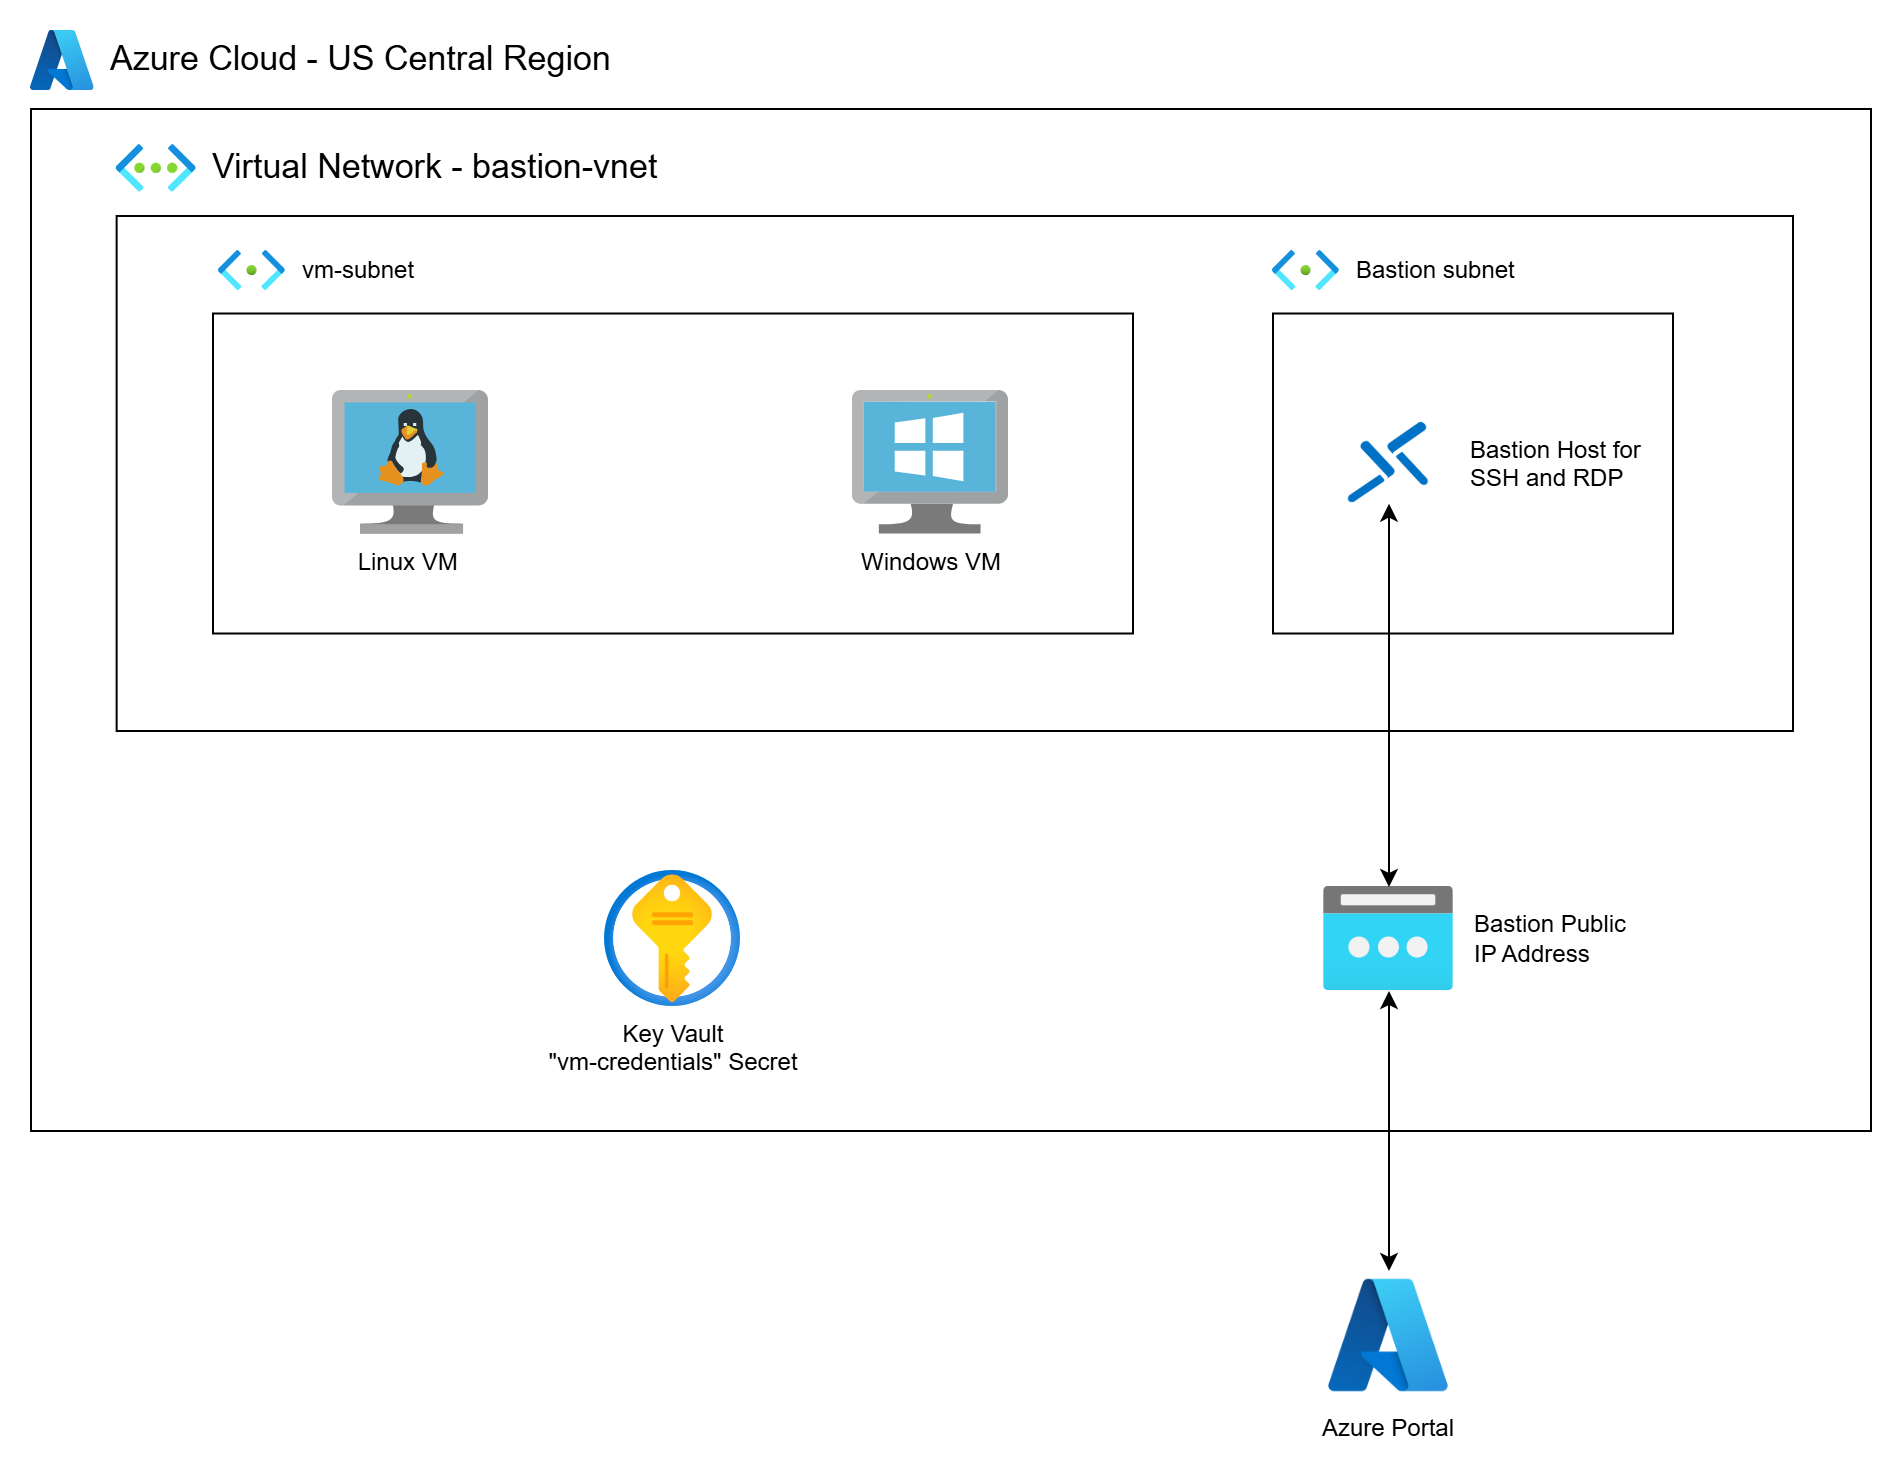 Azure Cloud - US Central Region
Virtual Network - bastion-vnet
vm-subnet
Bastion subnet
Linux VM
Windows VM
Bastion Host for
SSH and RDP
Key Vault
"vm-credentials" Secret
Bastion Public
IP Address
Azure Portal